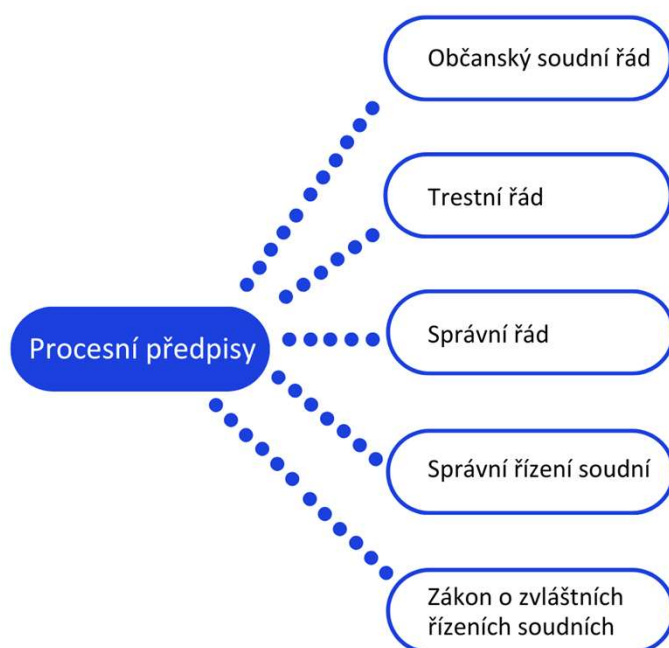 Občanský soudní řád
Trestní řád
Procesní předpisy
Správní řád
Správní řízení soudní
Zákon o zvláštních
řízeních soudních